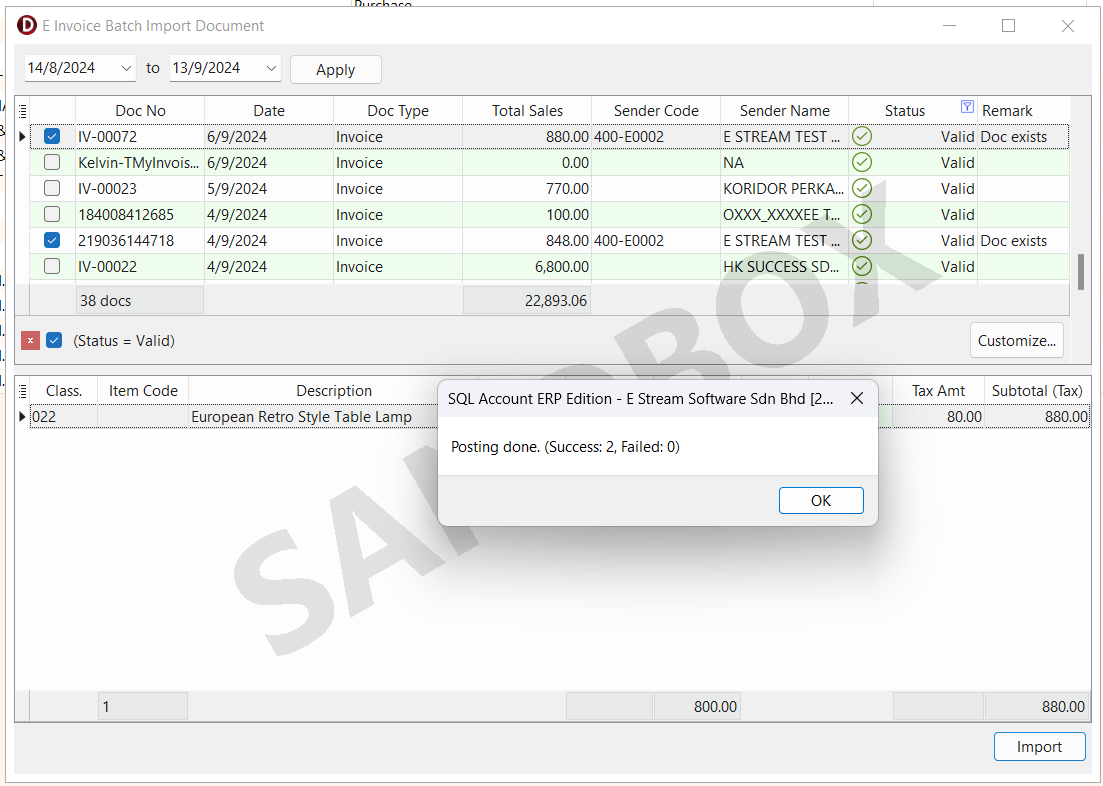 Purchase
E Invoice Batch Import Document
14/8/2024 to 13/9/2024 Apply
Doc No Date Doc Type Total Sales Sender Code Sender Name Status Remark
IV-00072 6/9/2024 Invoice 880.00 400-E0002 E STREAM TEST ... Valid Doc exists
Kelvin-TMyInvois... 6/9/2024 Invoice 0.00 NA Valid
IV-00023 5/9/2024 Invoice 770.00 KORIDOR PERKA... Valid
184008412685 4/9/2024 Invoice 100.00 OXXX_XXXXEE T... Valid
219036144718 4/9/2024 Invoice 848.00 400-E0002 E STREAM TEST ... Valid Doc exists
IV-00022 4/9/2024 Invoice 6,800.00 HK SUCCESS SD... Valid
38 docs 22,893.06
(Status = Valid) Customize...
Class. Item Code Description Tax Amt Subtotal (Tax)
022 European Retro Style Table Lamp 80.00 880.00
SQL Account ERP Edition - E Stream Software Sdn Bhd [2...
Posting done. (Success: 2, Failed: 0)
OK
SANDBOX
1 800.00 880.00
Import